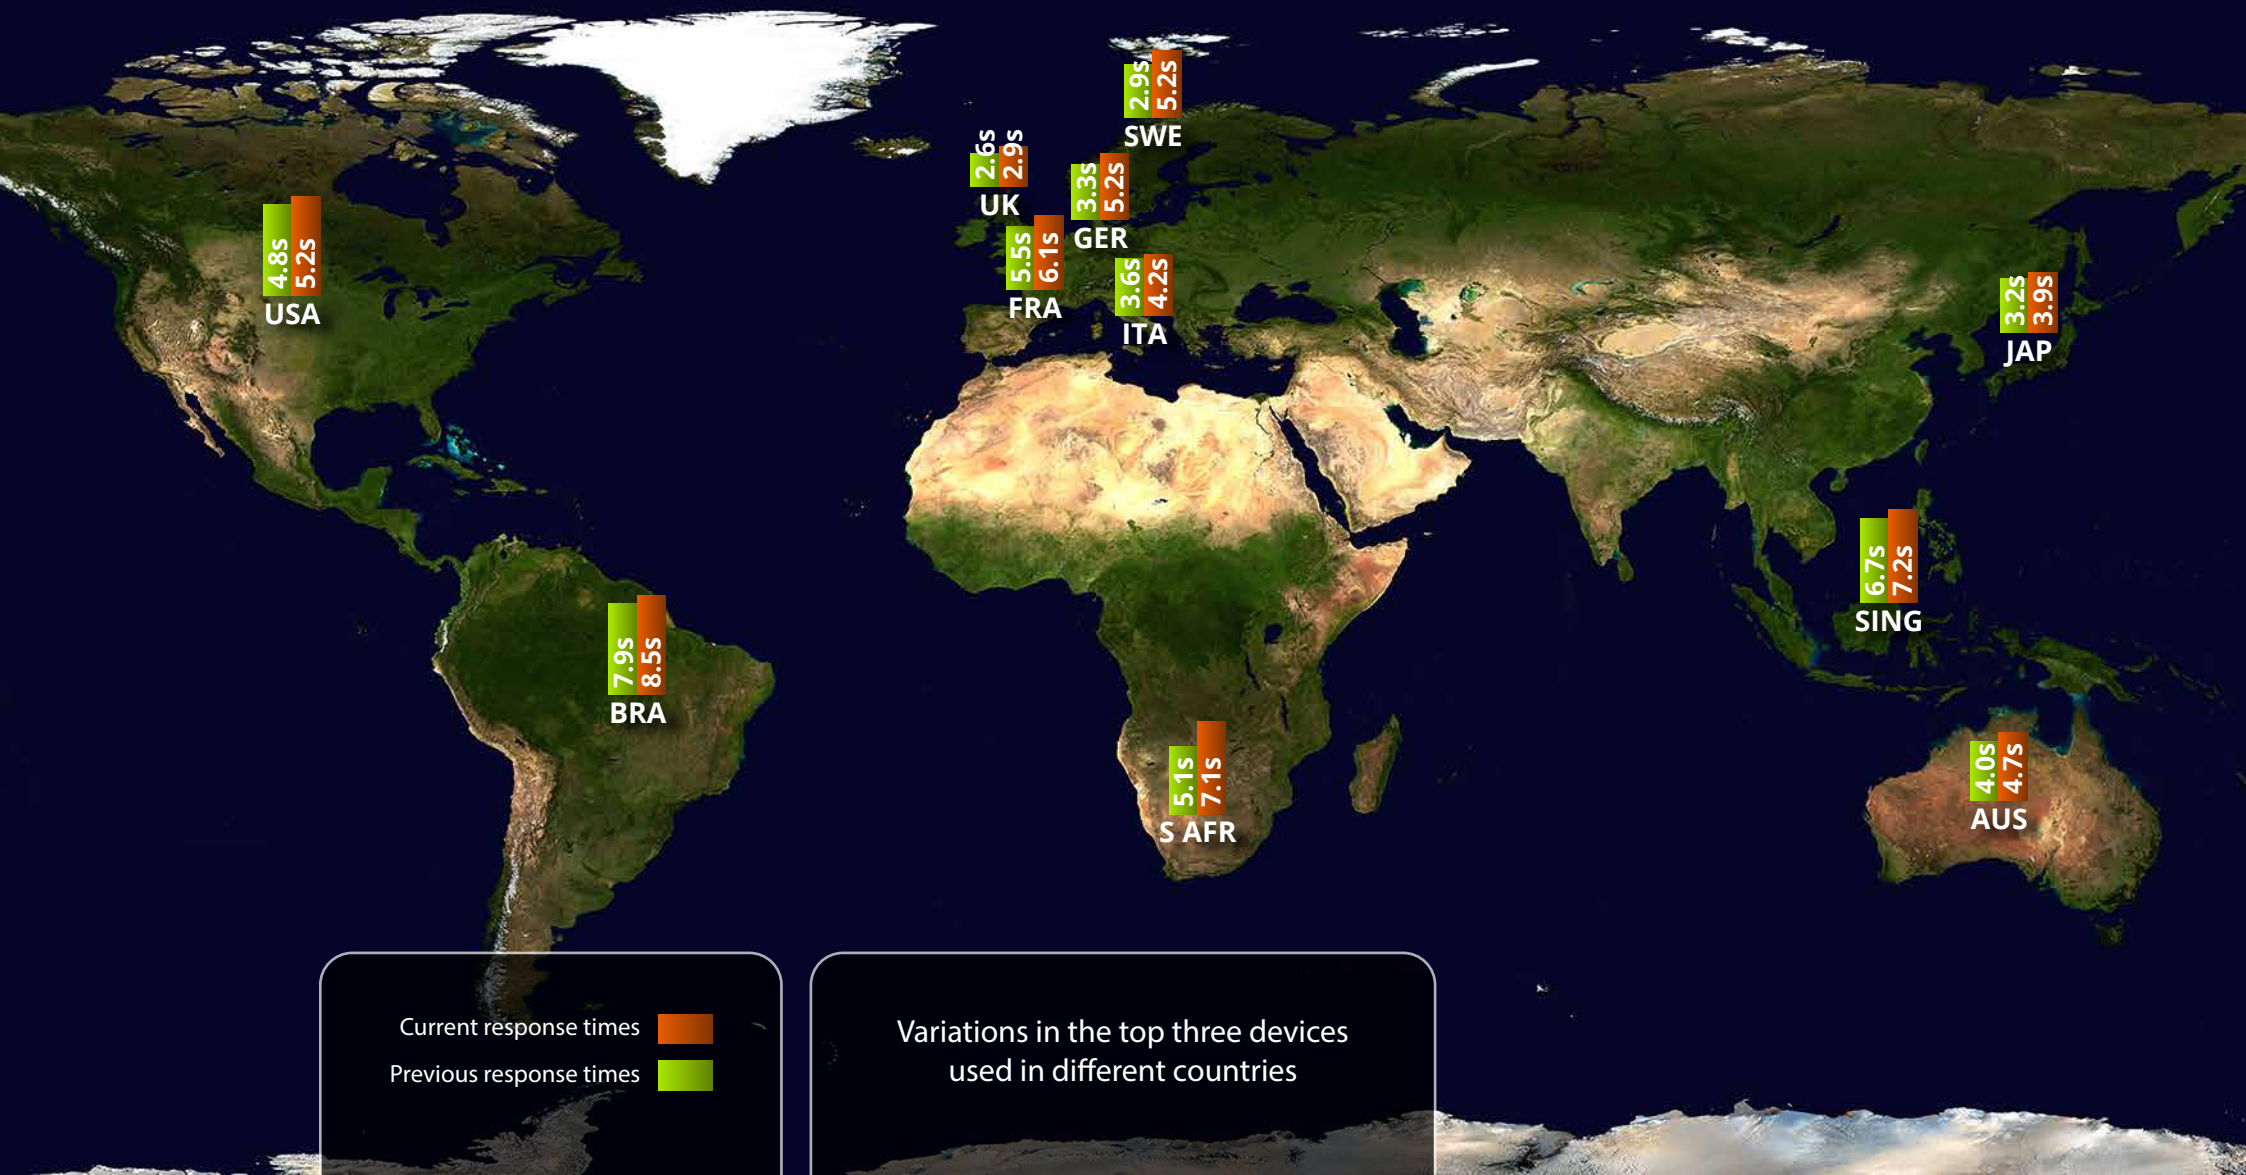 2.9s
5.2s
SWE
2.6s
2.9s
UK
3.3s
5.2s
GER
4.8s
5.2s
USA
5.5s
6.1s
FRA
3.6s
4.2s
ITA
3.2s
3.9s
JAP
6.7s
7.2s
SING
7.9s
8.5s
BRA
5.1s
7.1s
S AFR
4.0s
4.7s
AUS
Current response times
Previous response times
Variations in the top three devices
used in different countries